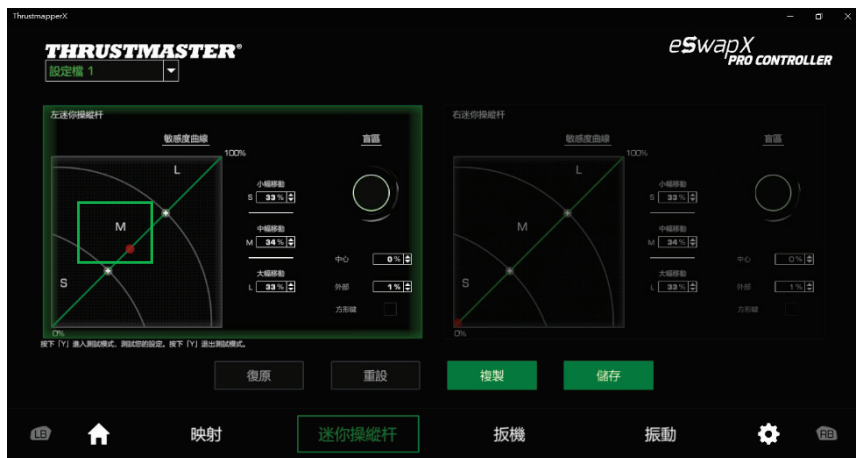 ThrustmapperX
THRUSTMASTER®
eSwapX
PRO CONTROLLER
設定檔 1
左迷你操縱杆
敏感度曲線
盲區
100%
L
M
S
0%
小幅移動
S 33%
中幅移動
M 34%
大幅移動
L 33%
中心 0%
外部 1%
方形鍵
右迷你操縱杆
敏感度曲線
盲區
100%
L
M
S
0%
小幅移動
S 33%
中幅移動
M 34%
大幅移動
L 33%
中心 0%
外部 1%
方形鍵
按下「Y」進入測試模式，測試您的設定。按下「Y」退出測試模式。
復原
重設
複製
儲存
LB
映射
迷你操縱杆
扳機
振動
RB